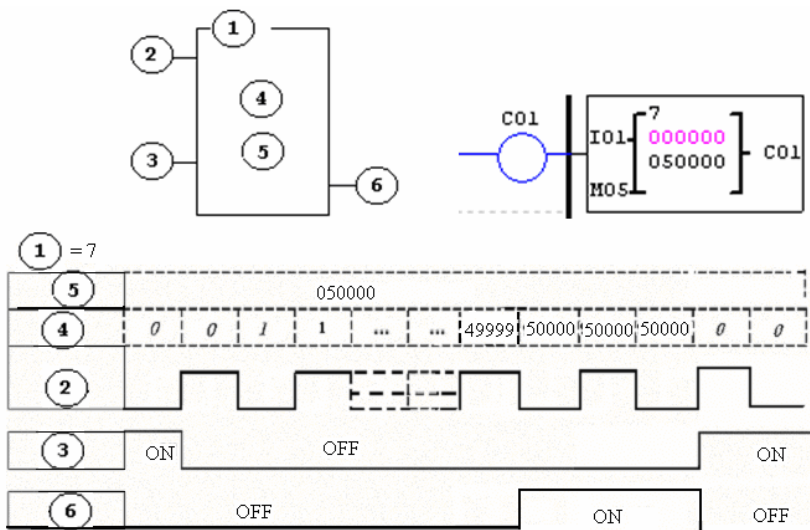 1
2
4
3
5
6
C01
7
I01
000000
050000
C01
M05
1 = 7
5
050000
4 0 0 1 1 ... ... 49999 50000 50000 50000 0 0
2
3 ON OFF ON
6 OFF ON OFF